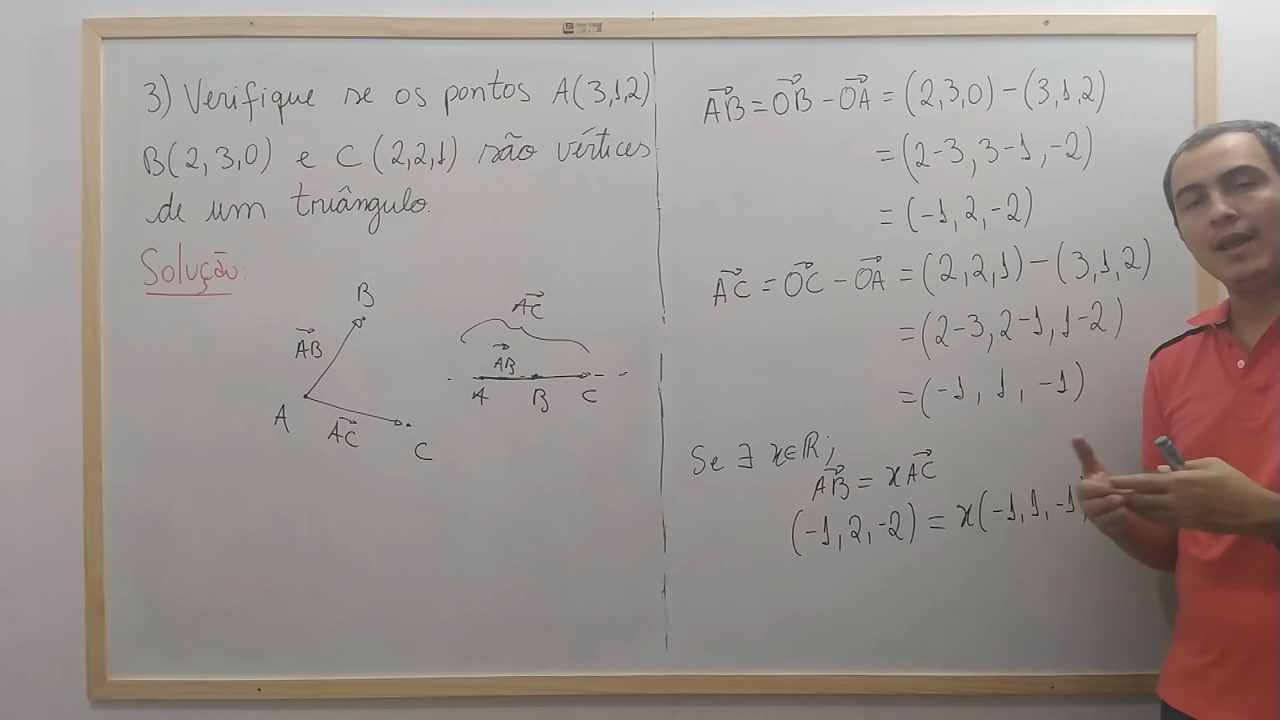 3) Verifique se os pontos A(3,1,2)
B(2,3,0) e C(2,2,1) são vértices
de um triângulo.
Solução:
B
AB→
A
AC→
C
AC→
AB→
A B C
AB→ = OB→ - OA→ = (2,3,0) - (3,1,2)
= (2-3, 3-1, -2)
= (-1, 2, -2)
AC→ = OC→ - OA→ = (2,2,1) - (3,1,2)
= (2-3, 2-1, 1-2)
= (-1, 1, -1)
Se ∃ x∈R;
AB→ = xAC→
(-1, 2, -2) = x(-1, 1, -1)